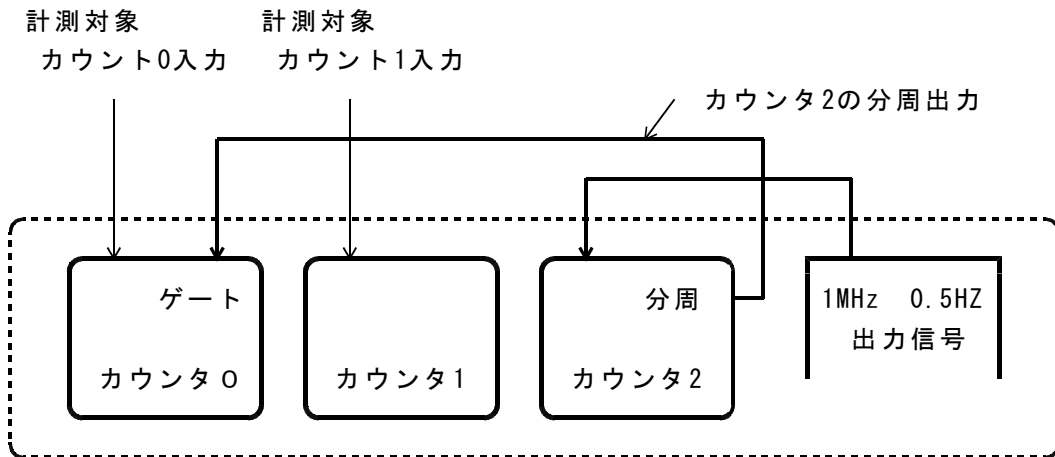 計測対象
カウント0入力
計測対象
カウント1入力
カウンタ2の分周出力
ゲート
カウンタ0
カウンタ1
分周
カウンタ2
1MHz 0.5HZ
出力信号